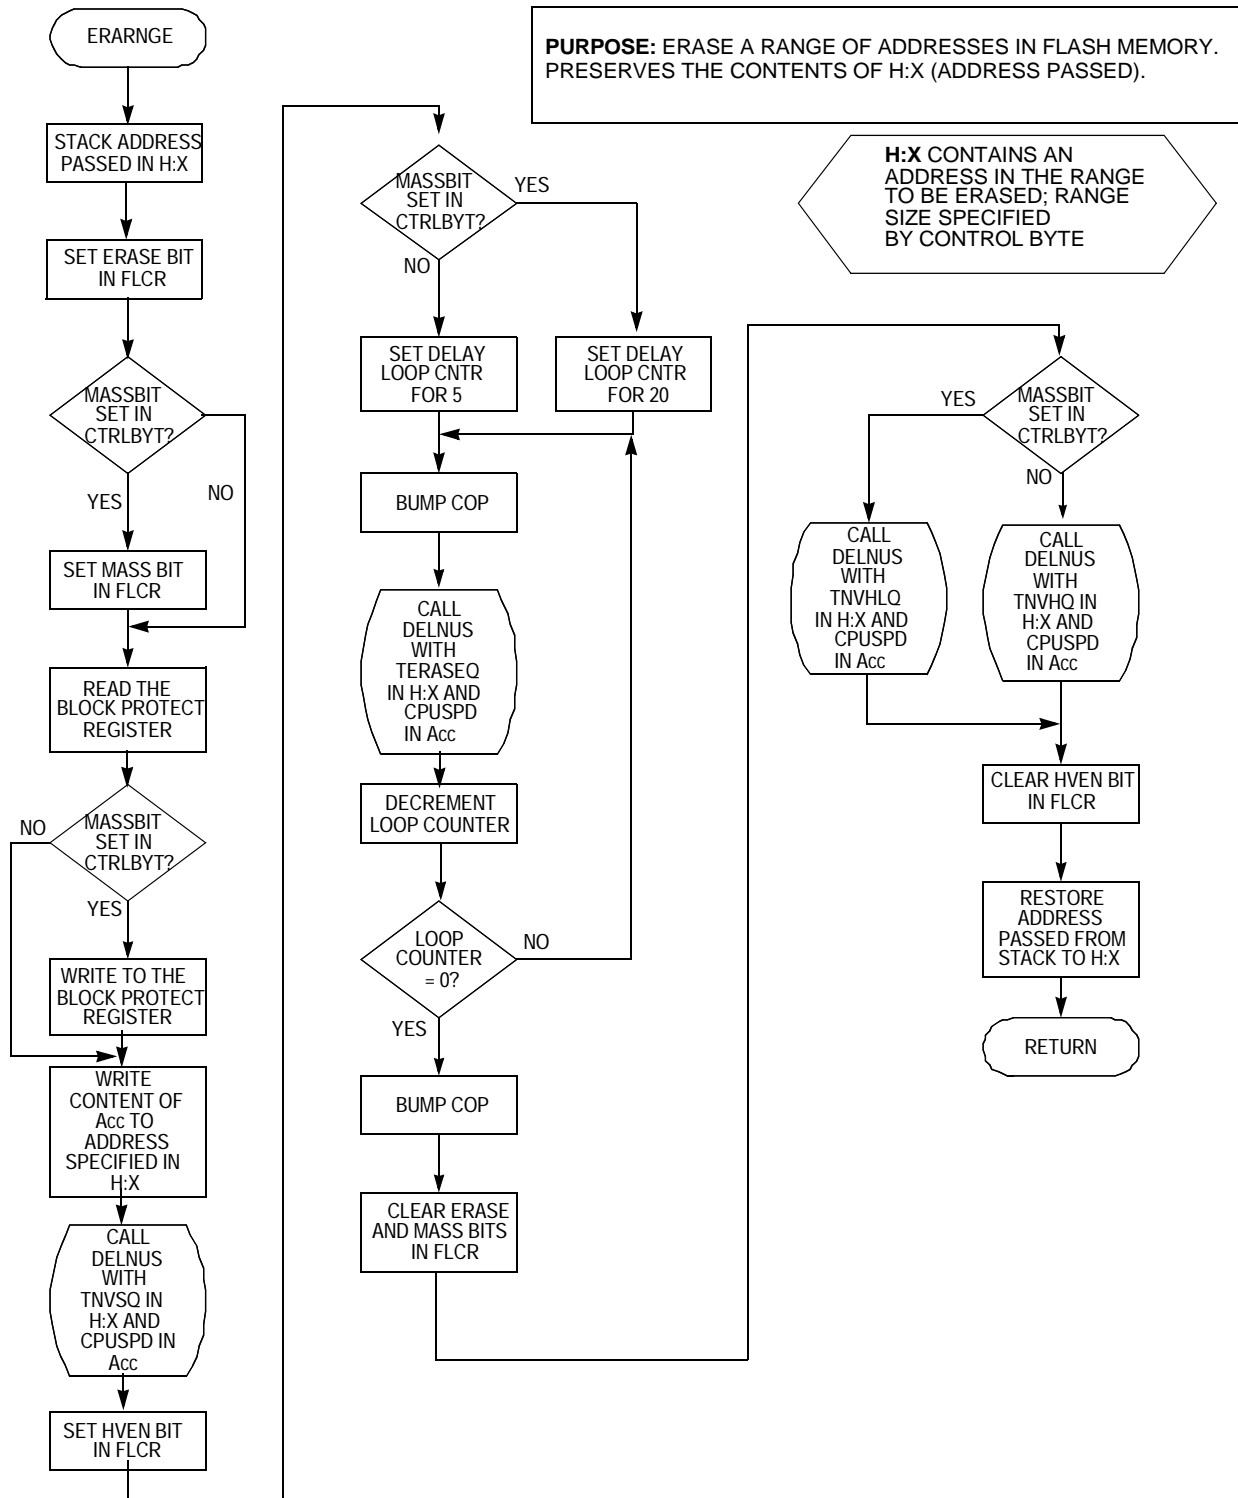 ERARNGE
STACK ADDRESS
PASSED IN H:X
SET ERASE BIT
IN FLCR
MASSBIT
SET IN
CTRLBYT?
YES
NO
SET MASS BIT
IN FLCR
READ THE
BLOCK PROTECT
REGISTER
NO
MASSBIT
SET IN
CTRLBYT?
YES
WRITE TO THE
BLOCK PROTECT
REGISTER
WRITE
CONTENT OF
Acc TO
ADDRESS
SPECIFIED IN
H:X
CALL
DELNUS
WITH
TNVSQ IN
H:X AND
CPUSPD IN
Acc
SET HVEN BIT
IN FLCR
MASSBIT
SET IN
CTRLBYT?
YES
NO
SET DELAY
LOOP CNTR
FOR 5
SET DELAY
LOOP CNTR
FOR 20
BUMP COP
CALL
DELNUS
WITH
TERASEQ
IN H:X AND
CPUSPD
IN Acc
DECREMENT
LOOP COUNTER
LOOP
COUNTER
= 0?
NO
YES
BUMP COP
CLEAR ERASE
AND MASS BITS
IN FLCR
PURPOSE: ERASE A RANGE OF ADDRESSES IN FLASH MEMORY.
PRESERVES THE CONTENTS OF H:X (ADDRESS PASSED).
H:X CONTAINS AN
ADDRESS IN THE RANGE
TO BE ERASED; RANGE
SIZE SPECIFIED
BY CONTROL BYTE
YES
MASSBIT
SET IN
CTRLBYT?
NO
CALL
DELNUS
WITH
TNVHLQ
IN H:X AND
CPUSPD
IN Acc
CALL
DELNUS
WITH
TNVHQ IN
H:X AND
CPUSPD
IN Acc
CLEAR HVEN BIT
IN FLCR
RESTORE
ADDRESS
PASSED FROM
STACK TO H:X
RETURN